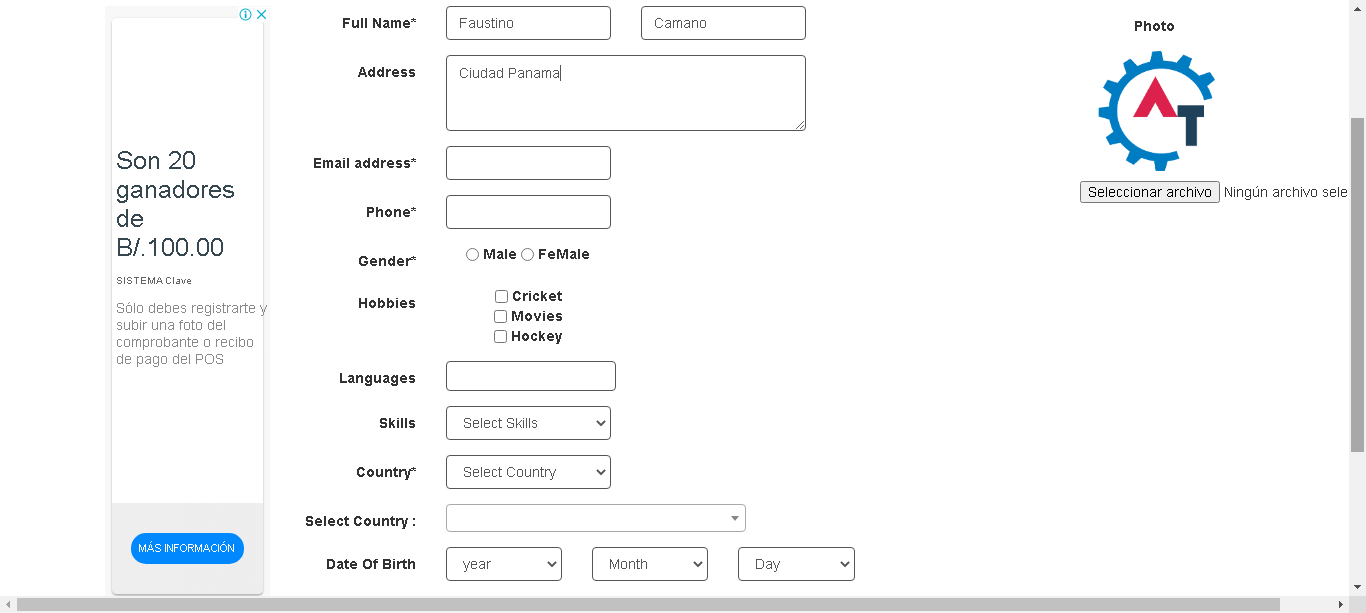 Son 20
ganadores
de
B/.100.00
SISTEMA Clave
Sólo debes registrarte y
subir una foto del
comprobante o recibo
de pago del POS
MÁS INFORMACIÓN
Full Name* Faustino Camano
Address Ciudad Panama
Email address*
Phone*
Gender* Male FeMale
Hobbies Cricket
Movies
Hockey
Languages
Skills Select Skills
Country* Select Country
Select Country :
Date Of Birth year Month Day
Photo
AT
Seleccionar archivo Ningún archivo sele